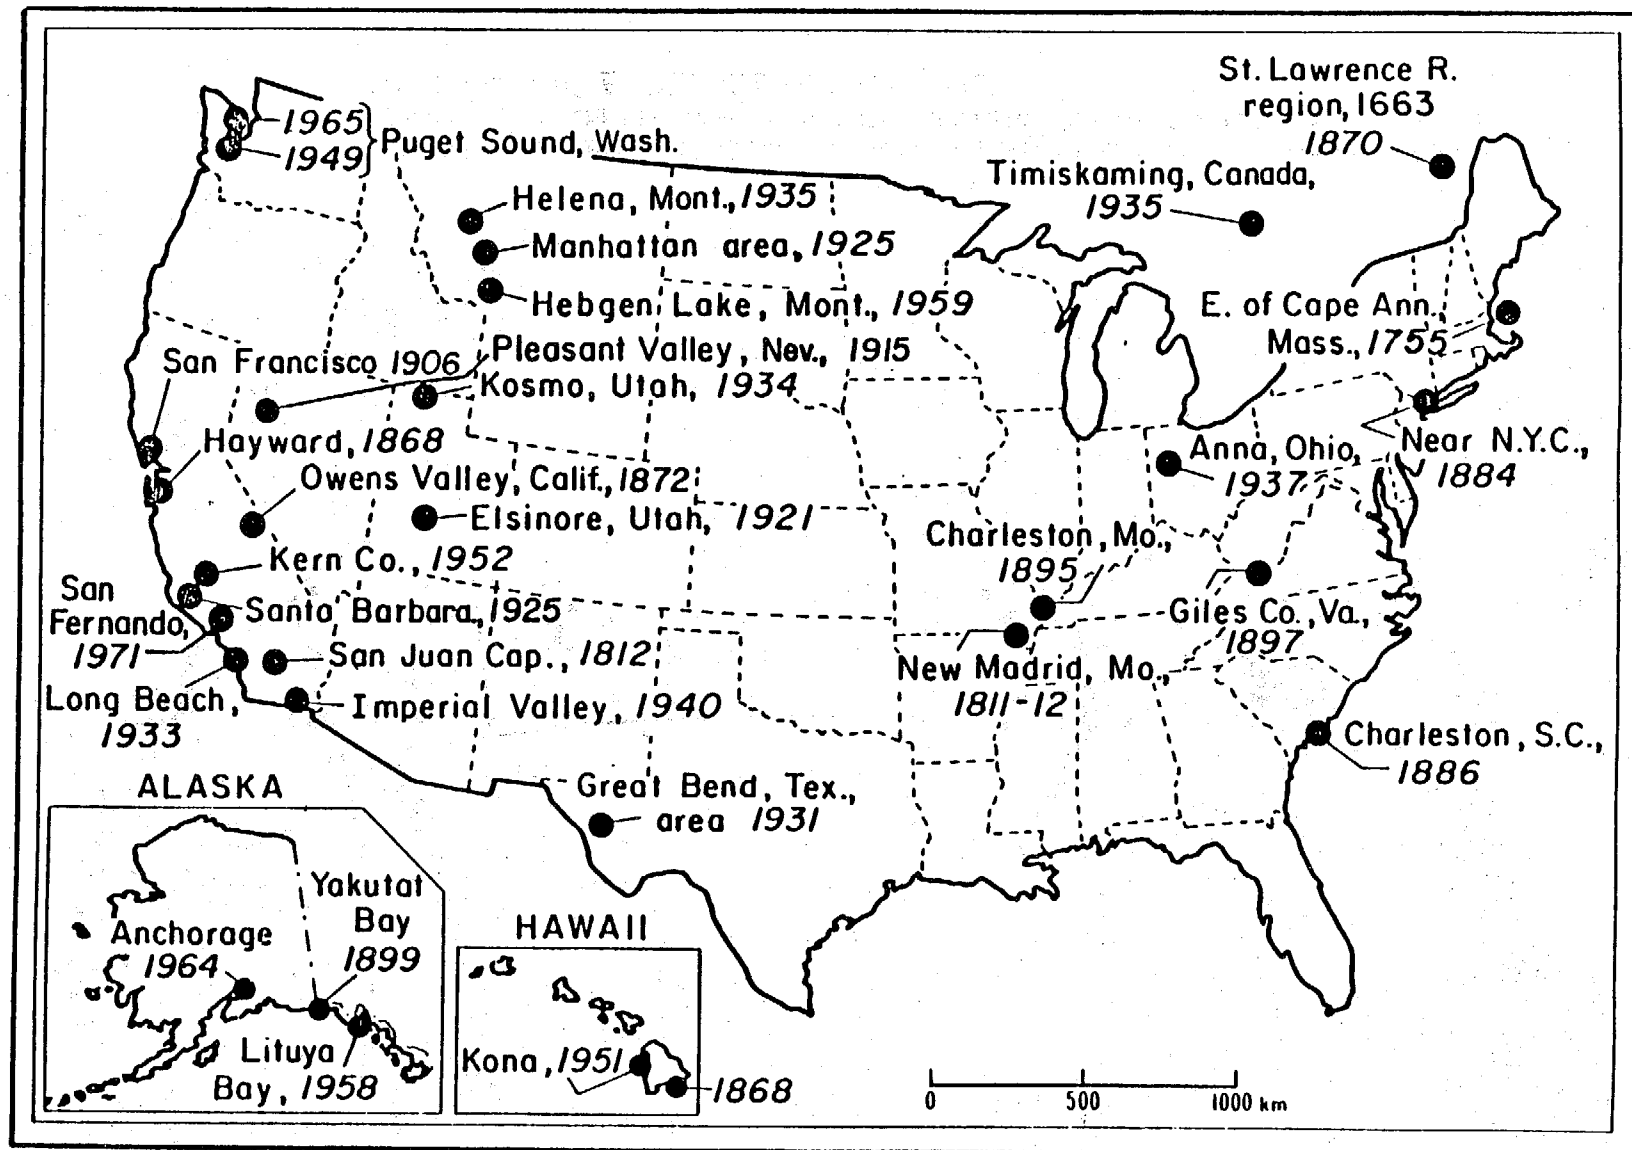 St. Lawrence R.
region, 1663
1870
1965
1949
Puget Sound, Wash.
Timiskaming, Canada,
1935
Helena, Mont., 1935
Manhattan area, 1925
Hebgen Lake, Mont., 1959
E. of Cape Ann.,
Mass., 1755
Pleasant Valley, Nev., 1915
San Francisco 1906
Kosmo, Utah, 1934
Hayward, 1868
Anna, Ohio,
1937
Near N.Y.C.,
1884
Owens Valley, Calif., 1872
Elsinore, Utah, 1921
Charleston, Mo.,
1895
Kern Co., 1952
San
Fernando,
1971
Santa Barbara, 1925
Giles Co., Va.,
1897
San Juan Cap., 1812
New Madrid, Mo.,
1811-12
Long Beach,
1933
Imperial Valley, 1940
Charleston, S.C.,
1886
Great Bend, Tex.,
area 1931
ALASKA
Yakutat
Bay
1899
Anchorage
1964
Lituya
Bay, 1958
HAWAII
Kona, 1951
1868
0 500 1000 km